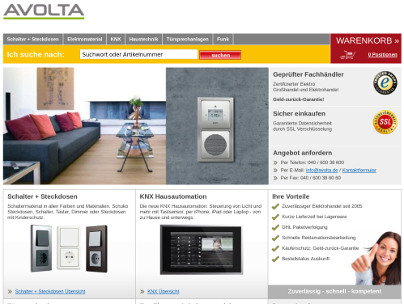 AVOLTA
Schalter + Steckdosen
Elektromaterial
KNX
Haustechnik
Türsprechanlagen
Funk
WARENKORB »
0 Positionen
Ich suche nach:
Suchwort oder Artikelnummer
suchen
Geprüfter Fachhändler
Zertifizierter Elektro
Großhandel und Elektrohandel
Geld-zurück-Garantie!
Sicher einkaufen
Garantierte Datensicherheit
durch SSL Verschlüsselung
SSL
Angebot anfordern
Per Telefon: 040 / 600 38 600
Per E-Mail: info@avolta.de / Kontaktformular
Per Fax: 040 / 600 38 60
Schalter + Steckdosen
Schaltermaterial in allen Farben und Materialien. Schuko
Steckdosen, Schalter, Taster, Dimmer oder Steckdosen
mit Kinderschutz.
Schalter + Steckdosen Übersicht
KNX Hausautomation
Die neue KNX Hausautomation: Steuerung von Licht und
mehr mit Tastsensor, per iPhone, iPad oder Laptop - von
zu Hause und unterwegs.
KNX Übersicht
Ihre Vorteile
Zuverlässiger Elektrohandel seit 2005
Kurze Lieferzeit bei Lagerware
DHL Paketverfolgung
Schnelle Reklamationsbearbeitung
Käuferschutz: Geld-zurück-Garantie
Bestellstatus Auskunft
Zuverlässig - schnell - kompetent